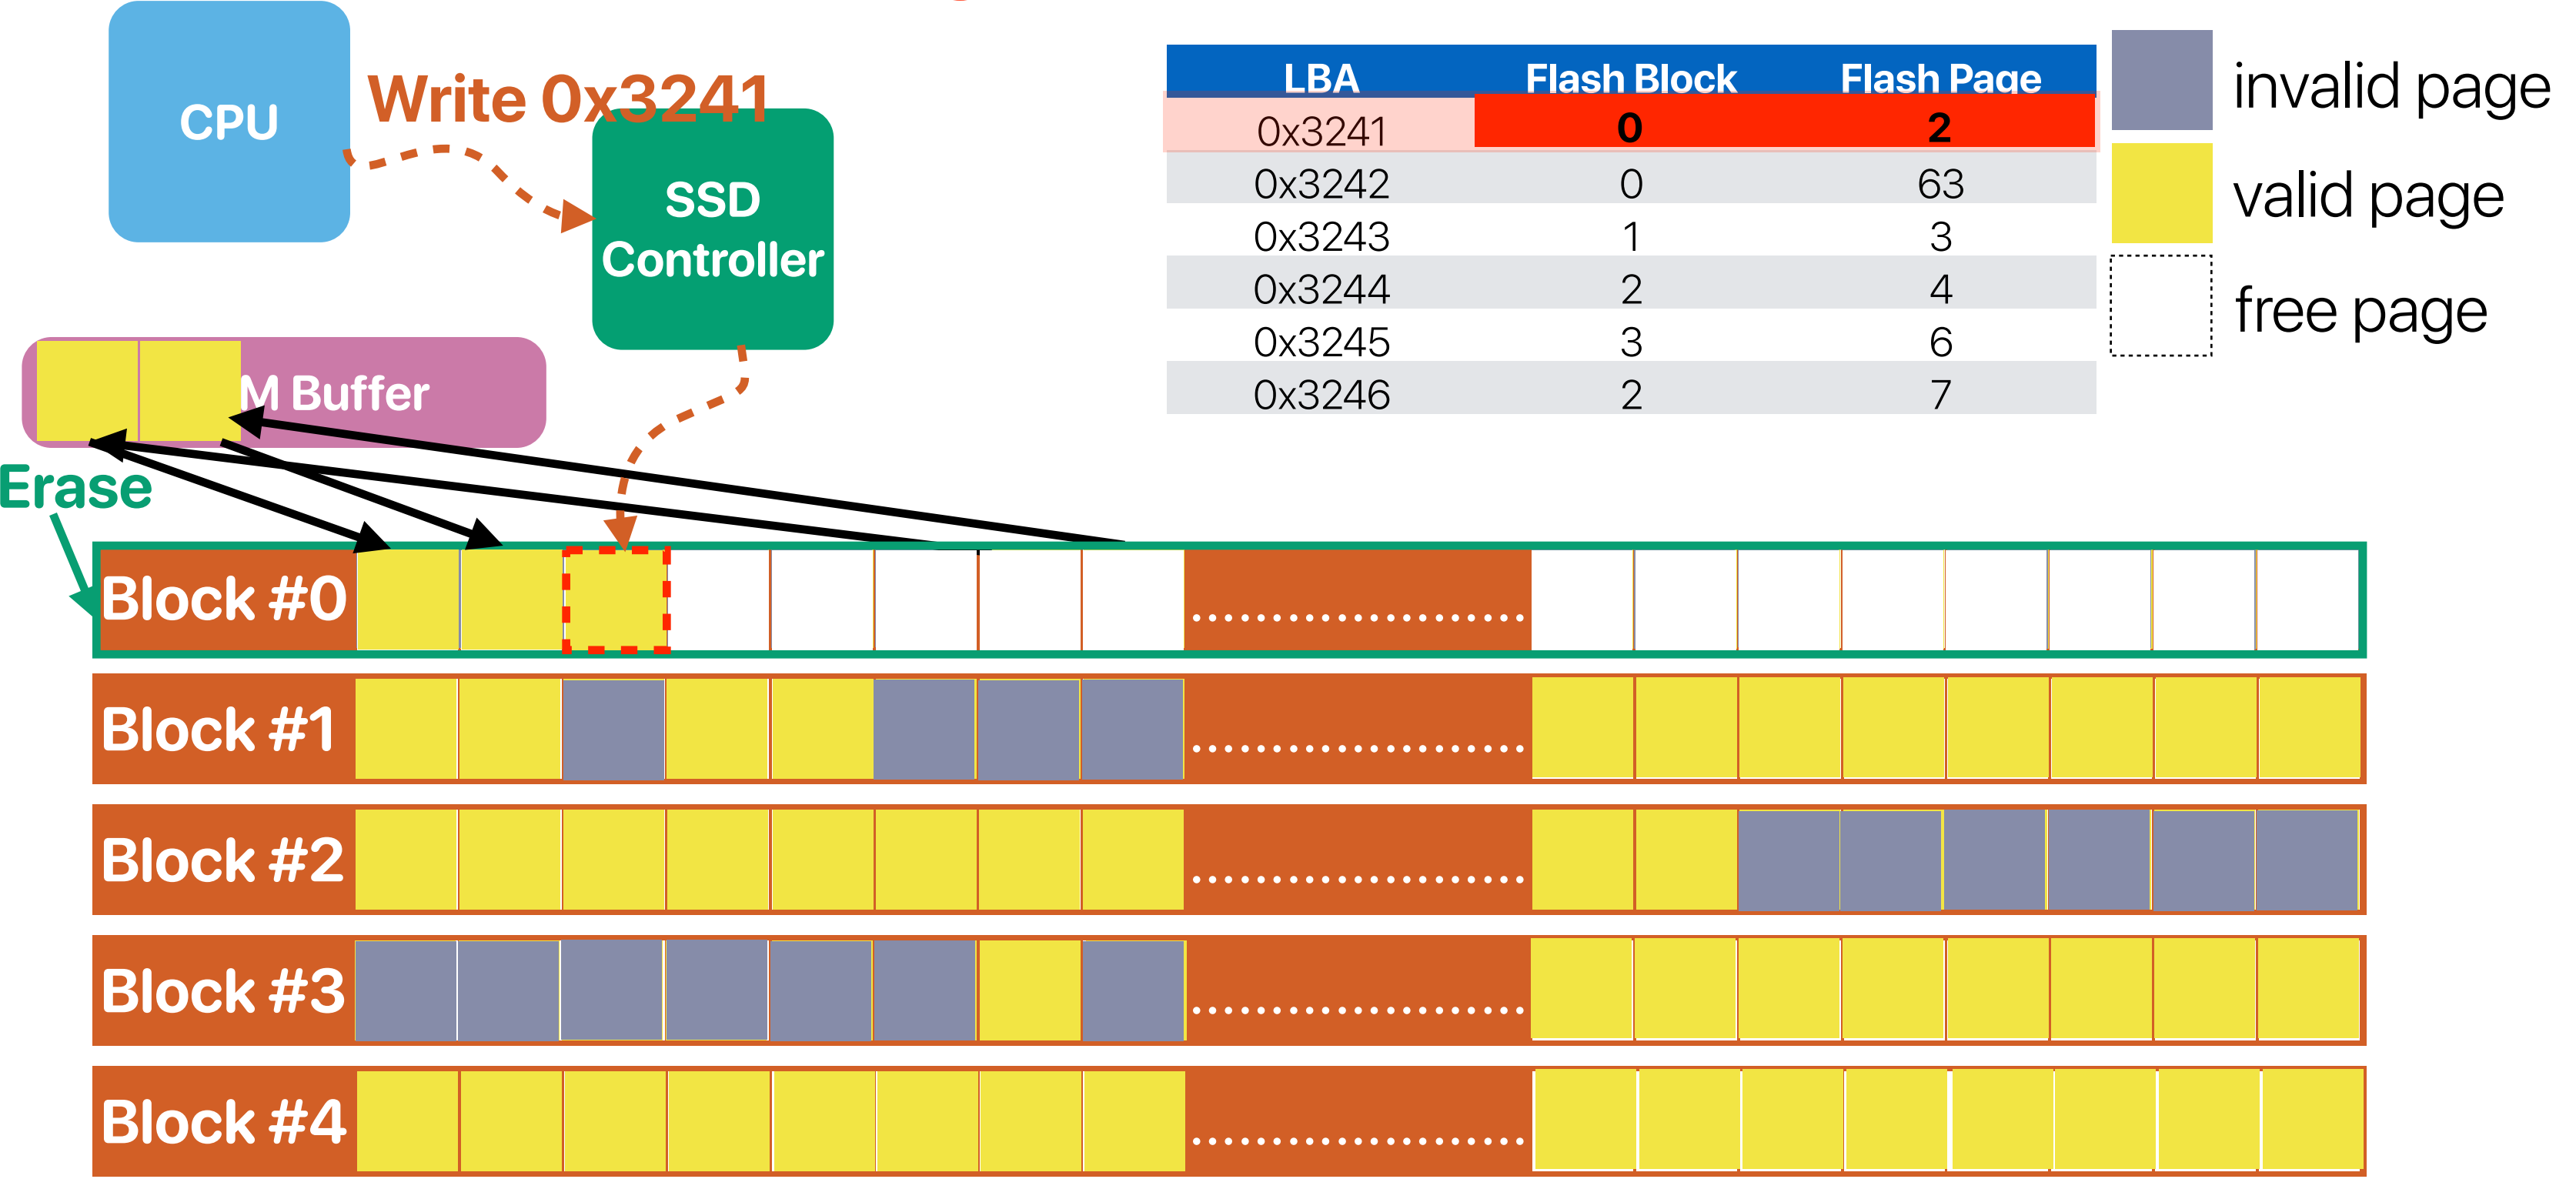 CPU
Write 0x3241
SSD
Controller
M Buffer
Erase
LBA Flash Block Flash Page
0x3241 0 2
0x3242 0 63
0x3243 1 3
0x3244 2 4
0x3245 3 6
0x3246 2 7
invalid page
valid page
free page
Block #0
Block #1
Block #2
Block #3
Block #4